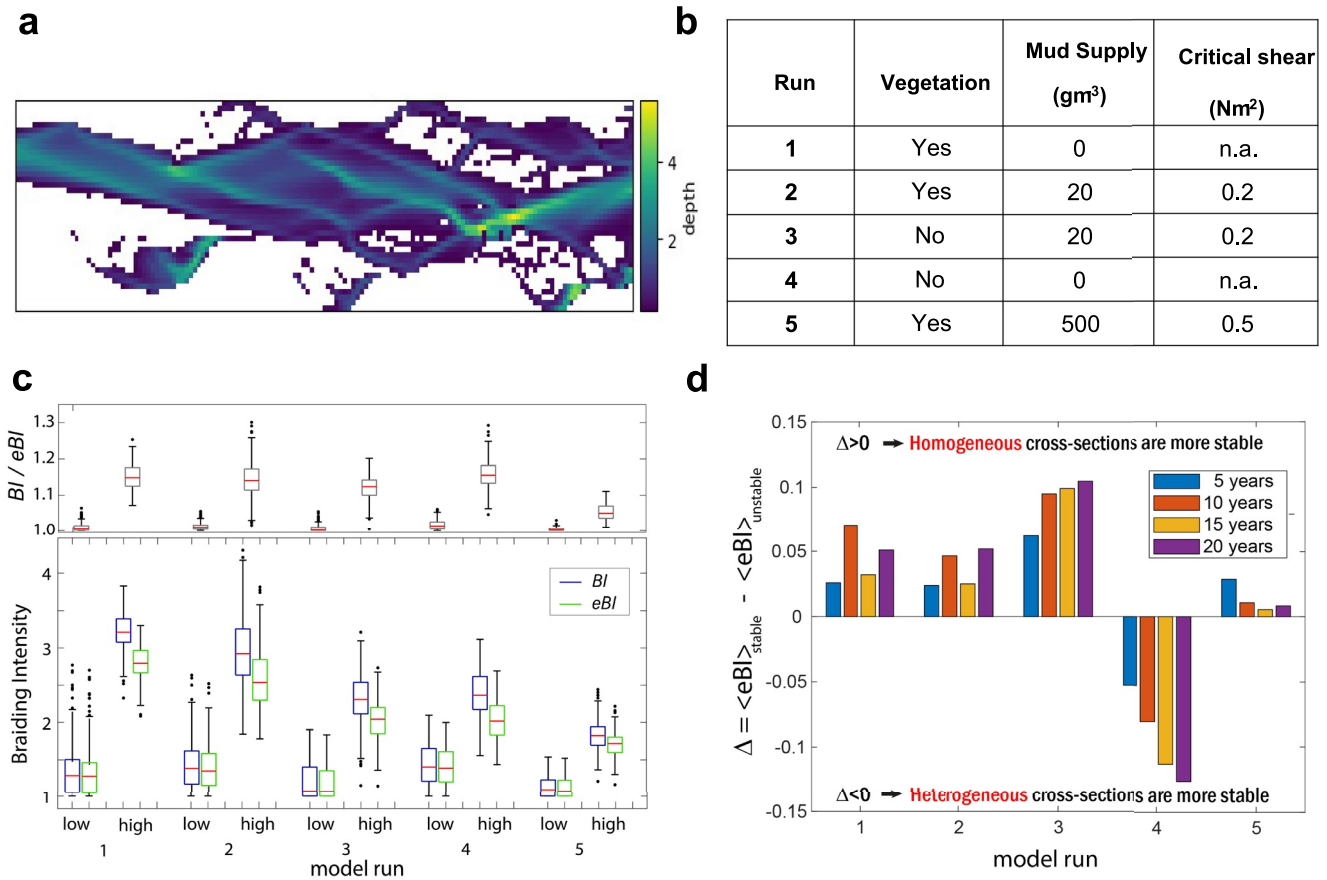 a
4
2
depth
b
Run Vegetation Mud Supply (gm³) Critical shear (Nm²)
1 Yes 0 n.a.
2 Yes 20 0.2
3 No 20 0.2
4 No 0 n.a.
5 Yes 500 0.5
c
BI / eBI
1.3
1.2
1.1
1.0
Braiding Intensity
4
3
2
1
BI
eBI
low high low high low high low high low high
1 2 3 4 5
model run
d
Δ = <eBI>stable - <eBI>unstable
0.15
0.1
0.05
0
-0.05
-0.1
-0.15
1 2 3 4 5
Δ>0 → Homogeneous cross-sections are more stable
5 years
10 years
15 years
20 years
Δ<0 → Heterogeneous cross-sections are more stable
1 2 3 4 5
model run